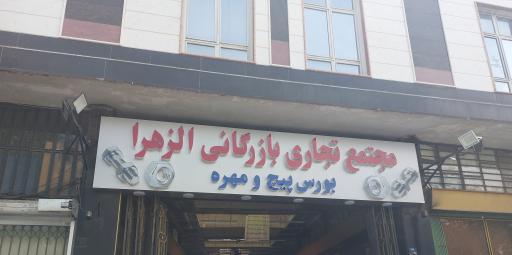 مجتمع تجاری بازرگانی الزهرا
بورس پیچ و مهره